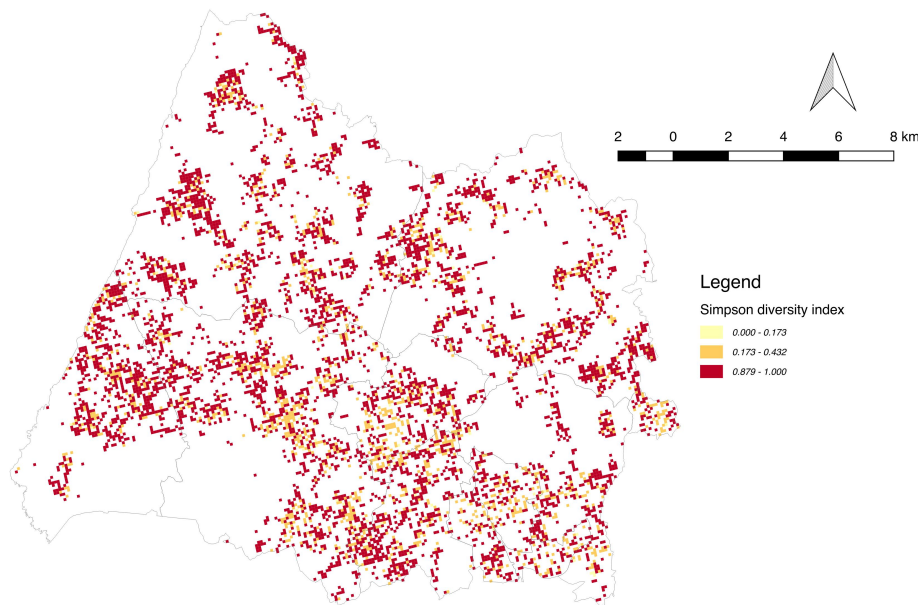 2 0 2 4 6 8 km
Legend
Simpson diversity index
0.000 - 0.173
0.173 - 0.432
0.879 - 1.000